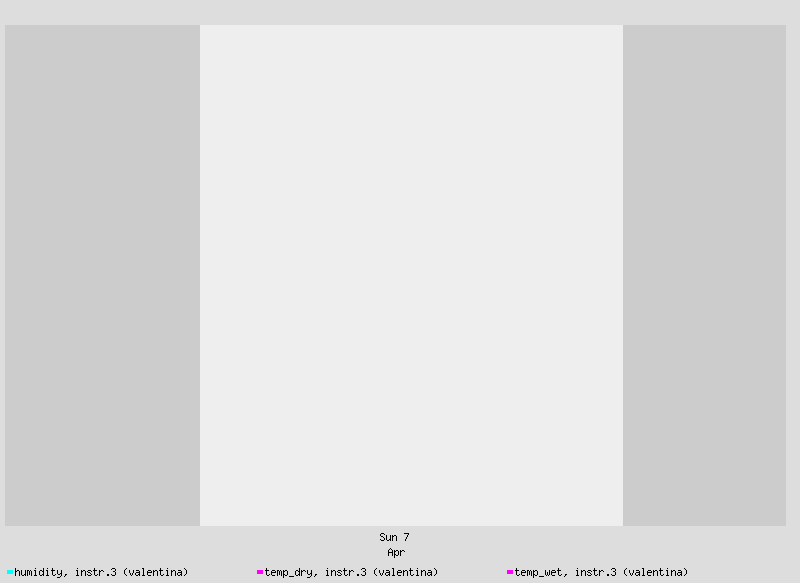 Sun 7
Apr
humidity, instr.3 (valentina) temp_dry, instr.3 (valentina) temp_wet, instr.3 (valentina)